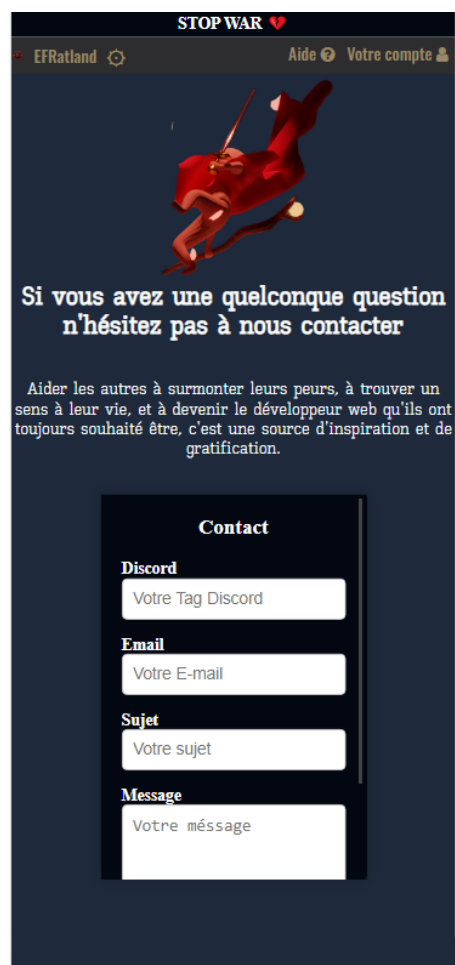 STOP WAR 💔
EFRatland Aide Votre compte
Si vous avez une quelconque question
n'hésitez pas à nous contacter
Aider les autres à surmonter leurs peurs, à trouver un
sens à leur vie, et à devenir le développeur web qu'ils ont
toujours souhaité être, c'est une source d'inspiration et de
gratification.
Contact
Discord
Votre Tag Discord
Email
Votre E-mail
Sujet
Votre sujet
Message
Votre méssage